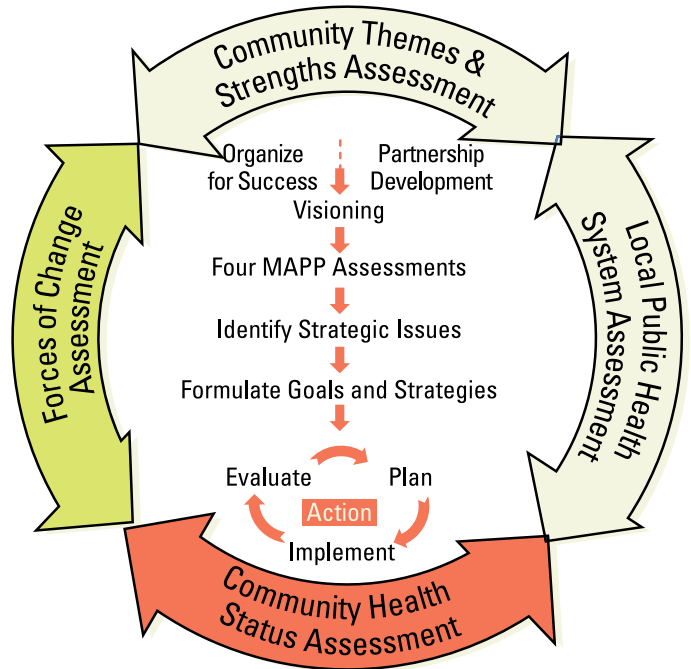 Community Themes &
Strengths Assessment
Organize
for Success
Partnership
Development
Visioning
Four MAPP Assessments
Identify Strategic Issues
Formulate Goals and Strategies
Evaluate
Plan
Action
Implement
Forces of Change
Assessment
Local Public Health
System Assessment
Community Health
Status Assessment